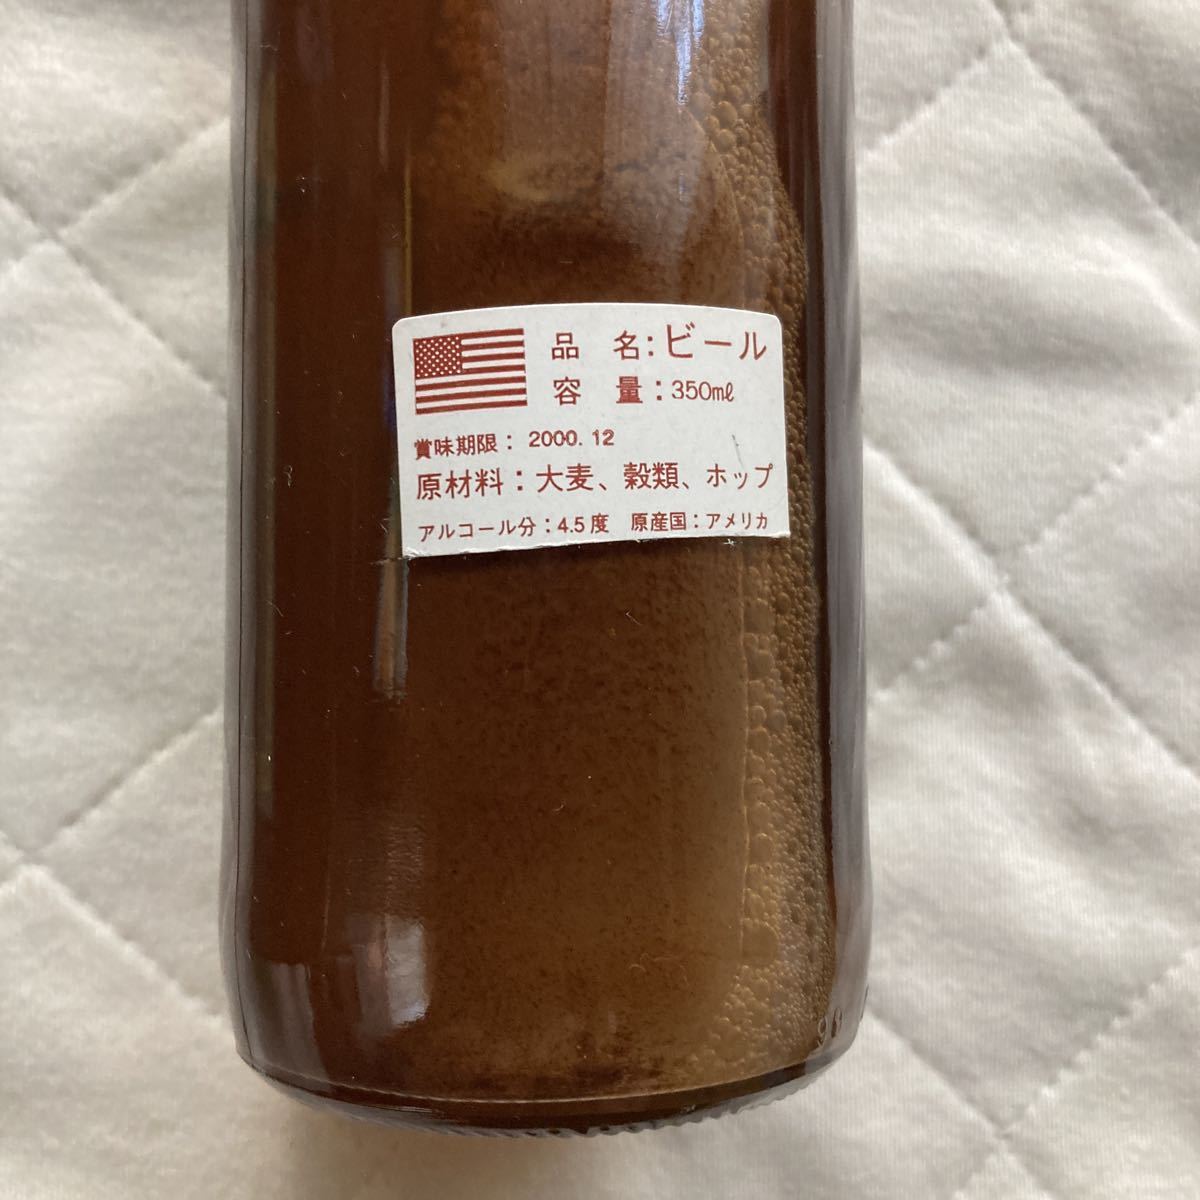 品 名:ビール
容 量:350㎖
賞味期限: 2000.12
原材料:大麦、穀類、ホップ
アルコール分:4.5度 原産国:アメリカ